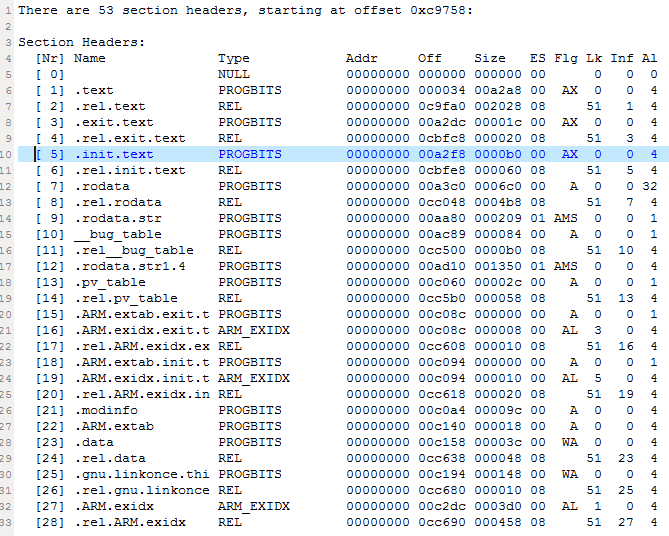 1 There are 53 section headers, starting at offset 0xc9758:
2
3 Section Headers:
4 [Nr] Name Type Addr Off Size ES Flg Lk Inf Al
5 [ 0] NULL 00000000 000000 000000 00 0 0 0
6 [ 1] .text PROGBITS 00000000 000034 00a2a8 00 AX 0 0 4
7 [ 2] .rel.text REL 00000000 0c9fa0 002028 08 51 1 4
8 [ 3] .exit.text PROGBITS 00000000 00a2dc 00001c 00 AX 0 0 4
9 [ 4] .rel.exit.text REL 00000000 0cbfc8 000020 08 51 3 4
10 [ 5] .init.text PROGBITS 00000000 00a2f8 0000b0 00 AX 0 0 4
11 [ 6] .rel.init.text REL 00000000 0cbfe8 000060 08 51 5 4
12 [ 7] .rodata PROGBITS 00000000 00a3c0 0006c0 00 A 0 0 32
13 [ 8] .rel.rodata REL 00000000 0cc048 0004b8 08 51 7 4
14 [ 9] .rodata.str PROGBITS 00000000 00aa80 000209 01 AMS 0 0 1
15 [10] __bug_table PROGBITS 00000000 00ac89 000084 00 A 0 0 1
16 [11] .rel__bug_table REL 00000000 0cc500 0000b0 08 51 10 4
17 [12] .rodata.str1.4 PROGBITS 00000000 00ad10 001350 01 AMS 0 0 4
18 [13] .pv_table PROGBITS 00000000 00c060 00002c 00 A 0 0 1
19 [14] .rel.pv_table REL 00000000 0cc5b0 000058 08 51 13 4
20 [15] .ARM.extab.exit.t PROGBITS 00000000 00c08c 000000 00 A 0 0 1
21 [16] .ARM.exidx.exit.t ARM_EXIDX 00000000 00c08c 000008 00 AL 3 0 4
22 [17] .rel.ARM.exidx.ex REL 00000000 0cc608 000010 08 51 16 4
23 [18] .ARM.extab.init.t PROGBITS 00000000 00c094 000000 00 A 0 0 1
24 [19] .ARM.exidx.init.t ARM_EXIDX 00000000 00c094 000010 00 AL 5 0 4
25 [20] .rel.ARM.exidx.in REL 00000000 0cc618 000020 08 51 19 4
26 [21] .modinfo PROGBITS 00000000 00c0a4 00009c 00 A 0 0 4
27 [22] .ARM.extab PROGBITS 00000000 00c140 000018 00 A 0 0 4
28 [23] .data PROGBITS 00000000 00c158 00003c 00 WA 0 0 4
29 [24] .rel.data REL 00000000 0cc638 000048 08 51 23 4
30 [25] .gnu.linkonce.thi PROGBITS 00000000 00c194 000148 00 WA 0 0 4
31 [26] .rel.gnu.linkonce REL 00000000 0cc680 000010 08 51 25 4
32 [27] .ARM.exidx ARM_EXIDX 00000000 00c2dc 0003d0 00 AL 1 0 4
33 [28] .rel.ARM.exidx REL 00000000 0cc690 000458 08 51 27 4